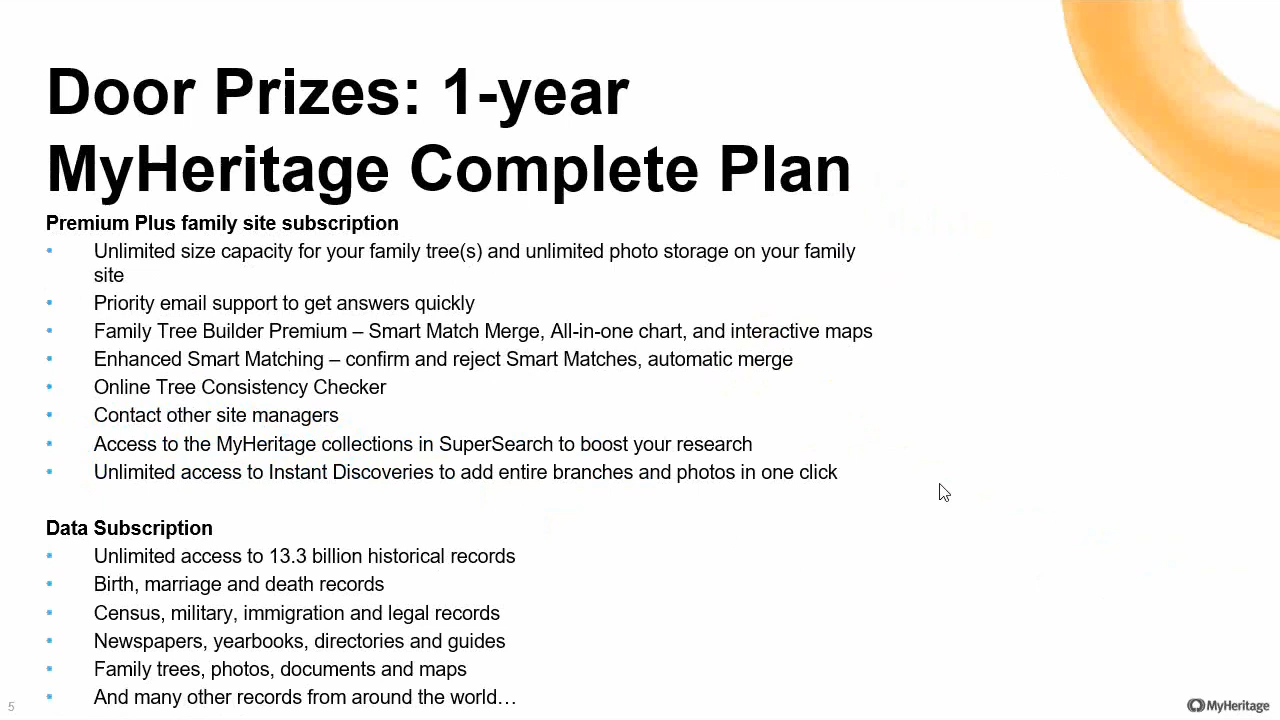 Door Prizes: 1-year
MyHeritage Complete Plan
Premium Plus family site subscription
• Unlimited size capacity for your family tree(s) and unlimited photo storage on your family
site
• Priority email support to get answers quickly
• Family Tree Builder Premium – Smart Match Merge, All-in-one chart, and interactive maps
• Enhanced Smart Matching – confirm and reject Smart Matches, automatic merge
• Online Tree Consistency Checker
• Contact other site managers
• Access to the MyHeritage collections in SuperSearch to boost your research
• Unlimited access to Instant Discoveries to add entire branches and photos in one click
Data Subscription
• Unlimited access to 13.3 billion historical records
• Birth, marriage and death records
• Census, military, immigration and legal records
• Newspapers, yearbooks, directories and guides
• Family trees, photos, documents and maps
• And many other records from around the world…
5
MyHeritage